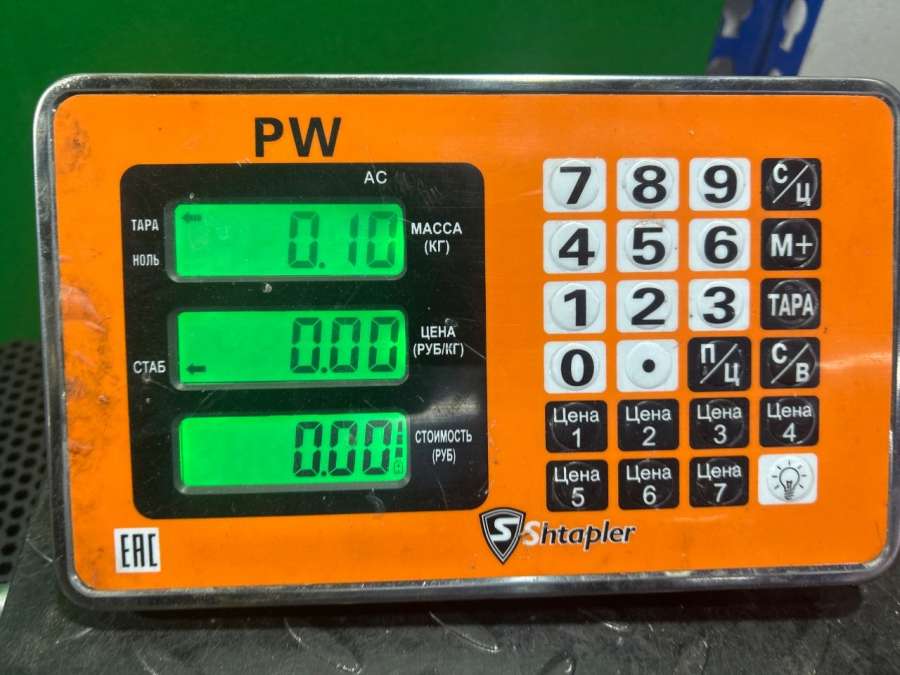 PW
AC
ТАРА
НОЛЬ
0.10
МАССА
(КГ)
СТАБ
0.00
ЦЕНА
(РУБ/КГ)
0.00
СТОИМОСТЬ
(РУБ)
7 8 9 С/Ц
4 5 6 М+
1 2 3 ТАРА
0 • П/Ц С/В
Цена 1 Цена 2 Цена 3 Цена 4
Цена 5 Цена 6 Цена 7
EAC
S Shtapler